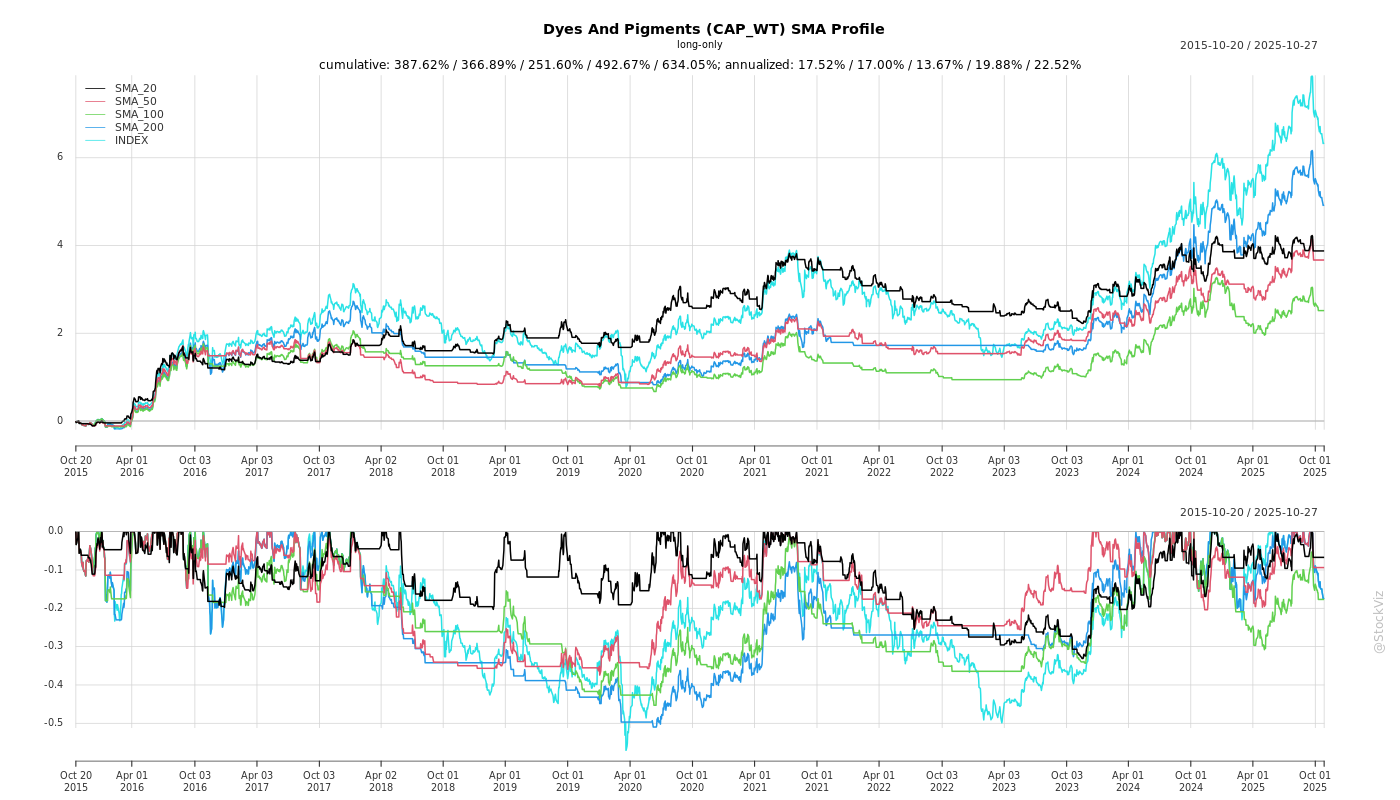 Dyes And Pigments (CAP_WT) SMA Profile
long-only
2015-10-20 / 2025-10-27
cumulative: 387.62% / 366.89% / 251.60% / 492.67% / 634.05%; annualized: 17.52% / 17.00% / 13.67% / 19.88% / 22.52%
SMA_20
SMA_50
SMA_100
SMA_200
INDEX
6
4
2
0
Oct 20 Apr 01 Oct 03 Apr 03 Oct 03 Apr 02 Oct 01 Apr 01 Oct 01 Apr 01 Oct 01 Apr 01 Oct 01 Apr 01 Oct 03 Apr 03 Oct 03 Apr 01 Oct 01 Apr 01 Oct 01
2015 2016 2016 2017 2017 2018 2018 2019 2019 2020 2020 2021 2021 2022 2022 2023 2023 2024 2024 2025 2025
2015-10-20 / 2025-10-27
0.0
-0.1
-0.2
-0.3
-0.4
-0.5
Oct 20 Apr 01 Oct 03 Apr 03 Oct 03 Apr 02 Oct 01 Apr 01 Oct 01 Apr 01 Oct 01 Apr 01 Oct 01 Apr 01 Oct 03 Apr 03 Oct 03 Apr 01 Oct 01 Apr 01 Oct 01
2015 2016 2016 2017 2017 2018 2018 2019 2019 2020 2020 2021 2021 2022 2022 2023 2023 2024 2024 2025 2025
@StockViz